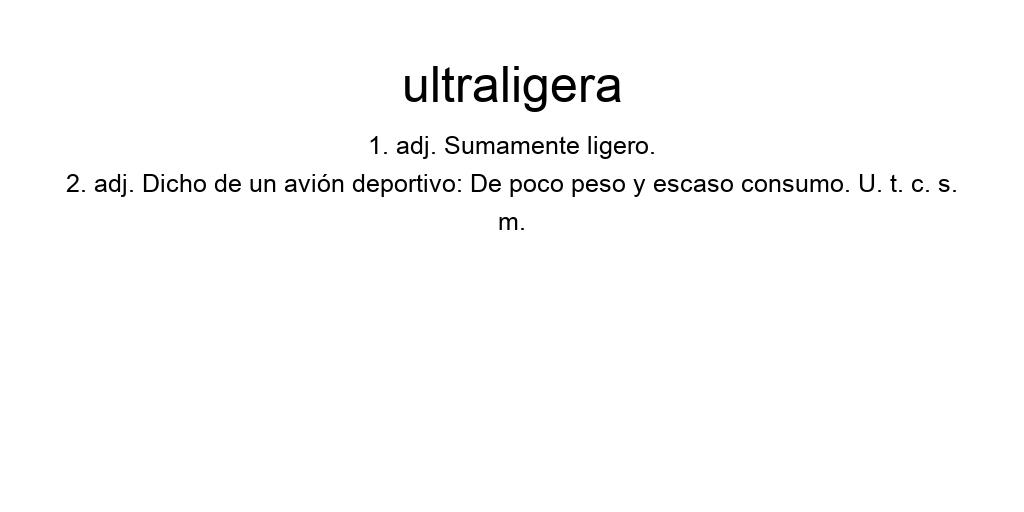 ultraligera
1. adj. Sumamente ligero.
2. adj. Dicho de un avión deportivo: De poco peso y escaso consumo. U. t. c. s.
m.